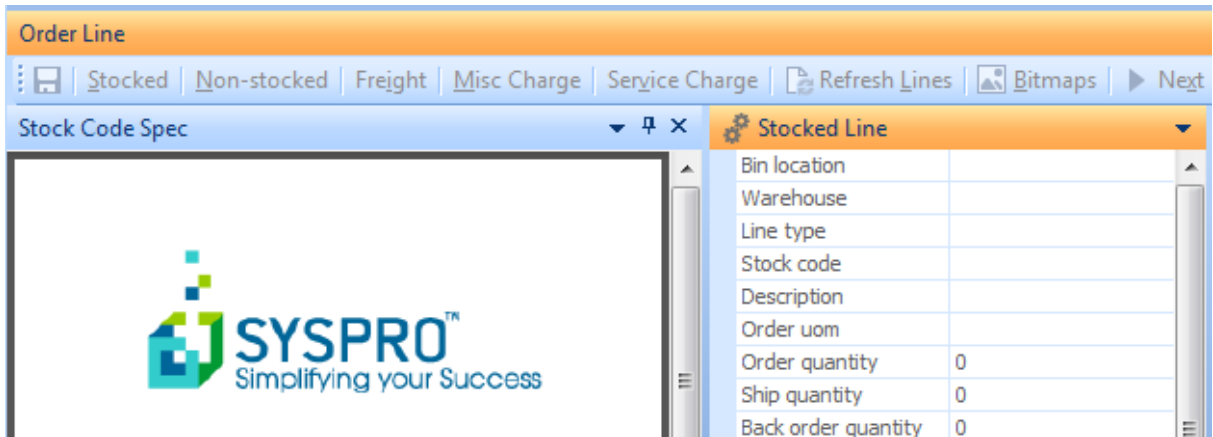 Order Line
Stocked Non-stocked Freight Misc Charge Service Charge Refresh Lines Bitmaps Next
Stock Code Spec
SYSPRO™
Simplifying your Success
Stocked Line
Bin location
Warehouse
Line type
Stock code
Description
Order uom
Order quantity 0
Ship quantity 0
Back order quantity 0